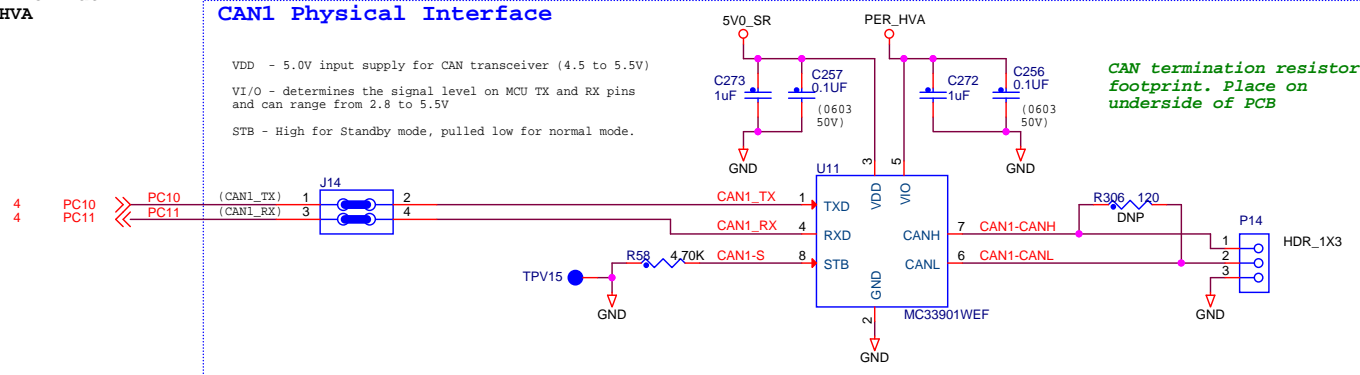 HVA
CAN1 Physical Interface
VDD - 5.0V input supply for CAN transceiver (4.5 to 5.5V)
VI/O - determines the signal level on MCU TX and RX pins
and can range from 2.8 to 5.5V
STB - High for Standby mode, pulled low for normal mode.
5V0_SR
PER_HVA
C273
1uF
C257
0.1UF
(0603
50V)
C272
1uF
C256
0.1UF
(0603
50V)
GND
GND
CAN termination resistor
footprint. Place on
underside of PCB
4 PC10 PC10 (CAN1_TX) 1
4 PC11 PC11 (CAN1_RX) 3
J14
2
4
CAN1_TX
CAN1_RX
R58 4.70K CAN1-S
TPV15
GND
U11
3
5
VDD
VIO
1 TXD
4 RXD
8 STB
CANH 7 CAN1-CANH
CANL 6 CAN1-CANL
GND
2
MC33901WEF
GND
R306 120
DNP
P14
1
2
3
HDR_1X3
GND